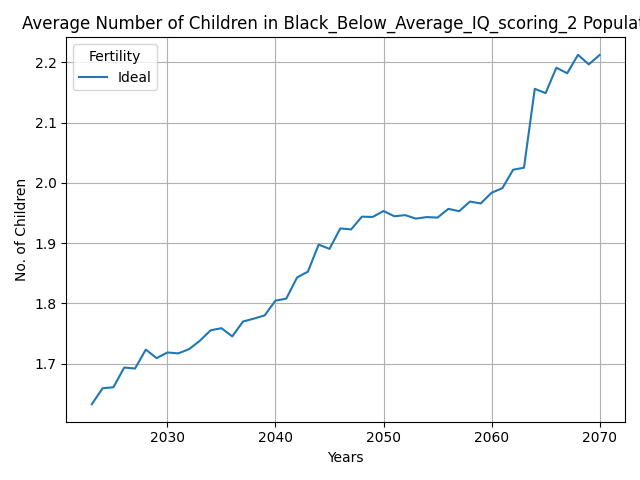 Average Number of Children in Black_Below_Average_IQ_scoring_2 Populat
Fertility
Ideal
No. of Children
2.2
2.1
2.0
1.9
1.8
1.7
2030 2040 2050 2060 2070
Years